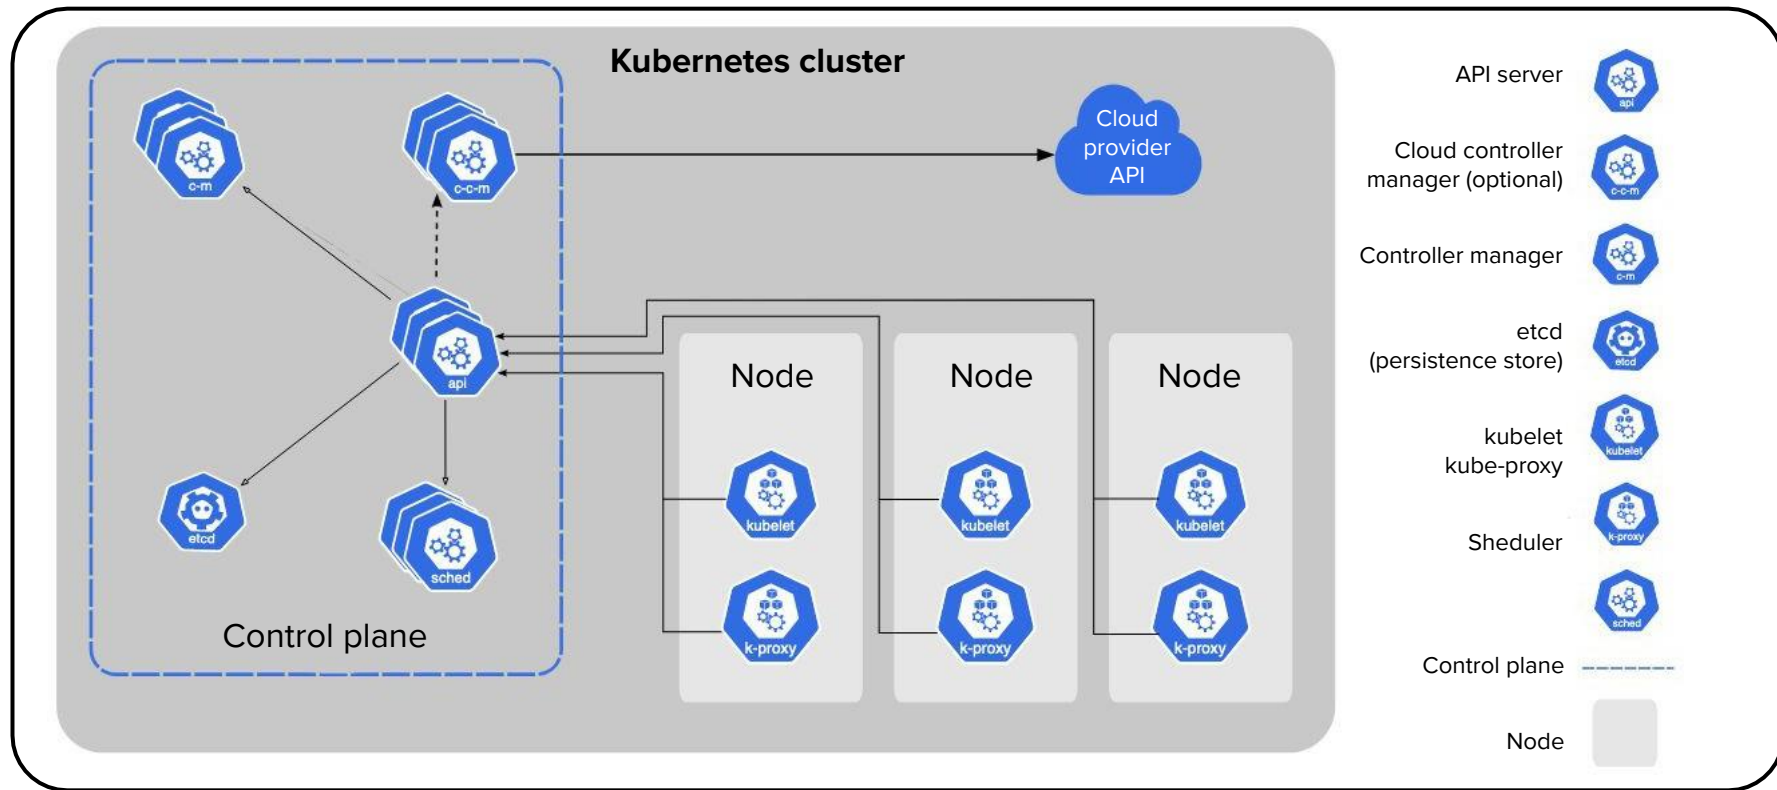 Kubernetes cluster
c-m
c-c-m
Cloud
provider
API
api
etcd
sched
Control plane
Node
kubelet
k-proxy
Node
kubelet
k-proxy
Node
kubelet
k-proxy
API server
api
Cloud controller
manager (optional)
c-c-m
Controller manager
c-m
etcd
(persistence store)
etcd
kubelet
kube-proxy
kubelet
k-proxy
Sheduler
sched
Control plane
Node